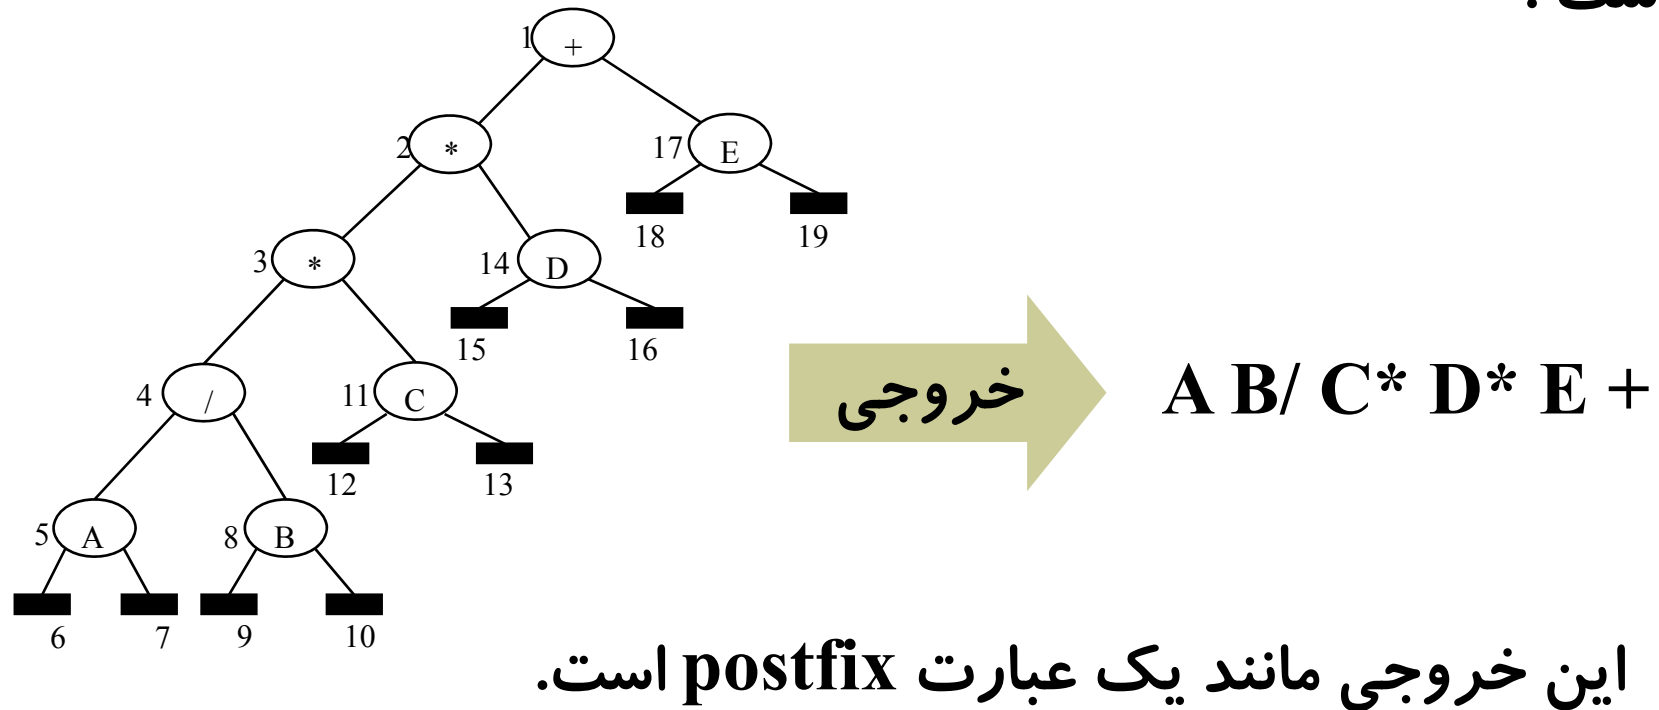 1 +
2 * 17 E
18 19
3 * 14 D
15 16
4 / 11 C
خروجی A B/ C* D* E +
12 13
5 A 8 B
6 7 9 10
این خروجی مانند یک عبارت postfix است.